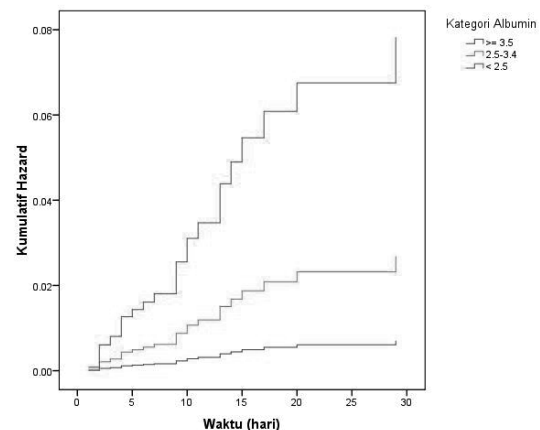 Kategori Albumin
>= 3.5
2.5-3.4
< 2.5
Kumulatif Hazard
0.08
0.06
0.04
0.02
0.00
0 5 10 15 20 25 30
Waktu (hari)